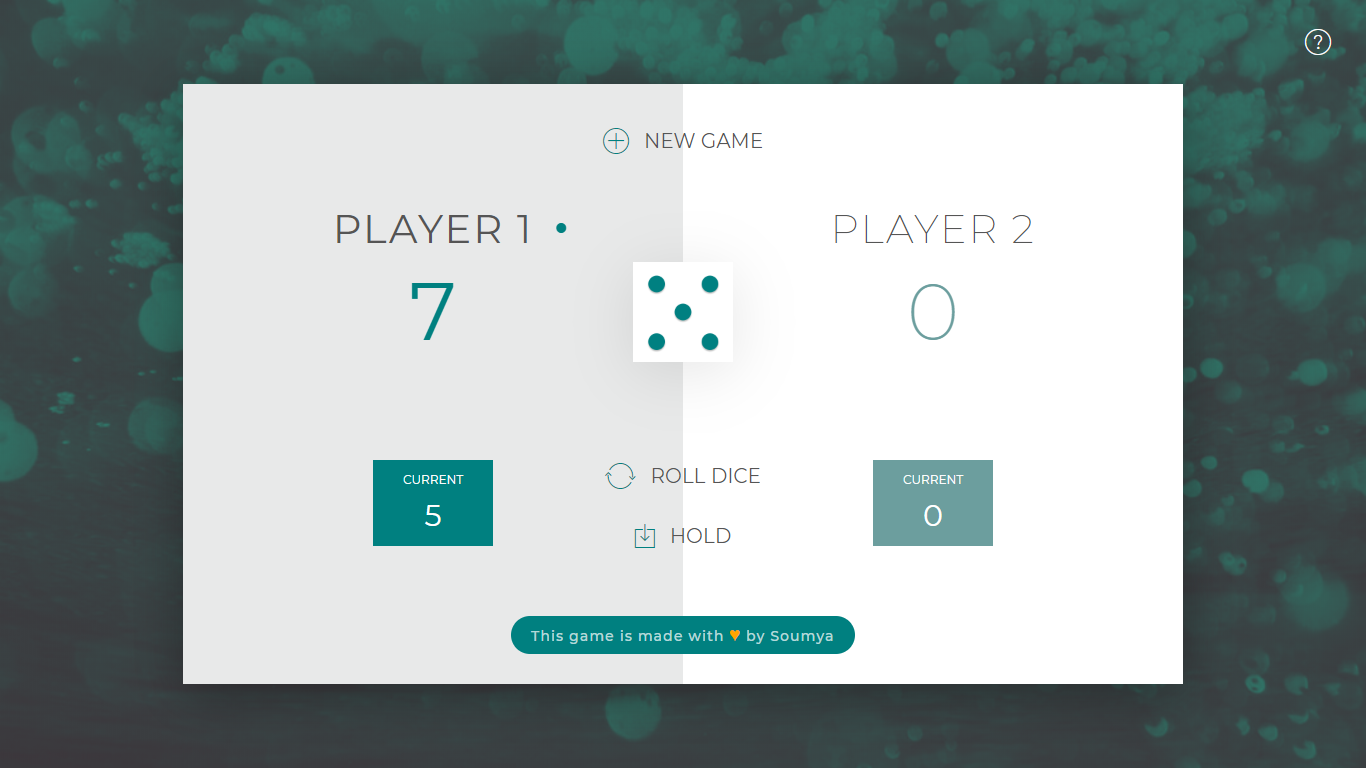 ?
NEW GAME
PLAYER 1
PLAYER 2
7
0
CURRENT
5
ROLL DICE
HOLD
CURRENT
0
This game is made with ♥ by Soumya